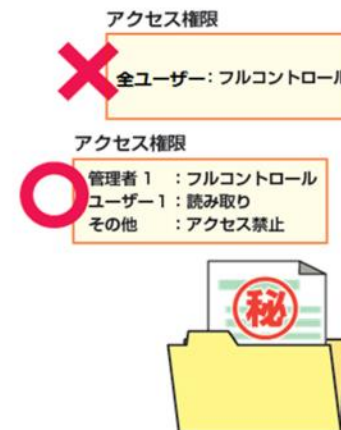 アクセス権限
全ユーザー：フルコントロール
アクセス権限
管理者1　：フルコントロール
ユーザー1：読み取り
その他　：アクセス禁止
秘